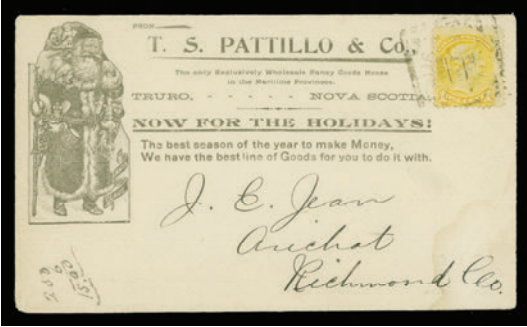 FROM
T. S. PATTILLO & Co.,
The only Exclusively Wholesale Fancy Goods House
in the Maritime Provinces.
TRURO, - - - - - NOVA SCOTIA.
NOW FOR THE HOLIDAYS!
The best season of the year to make Money,
We have the best line of Goods for you to do it with.
J. E. Jean
Arichat
Richmond Co.